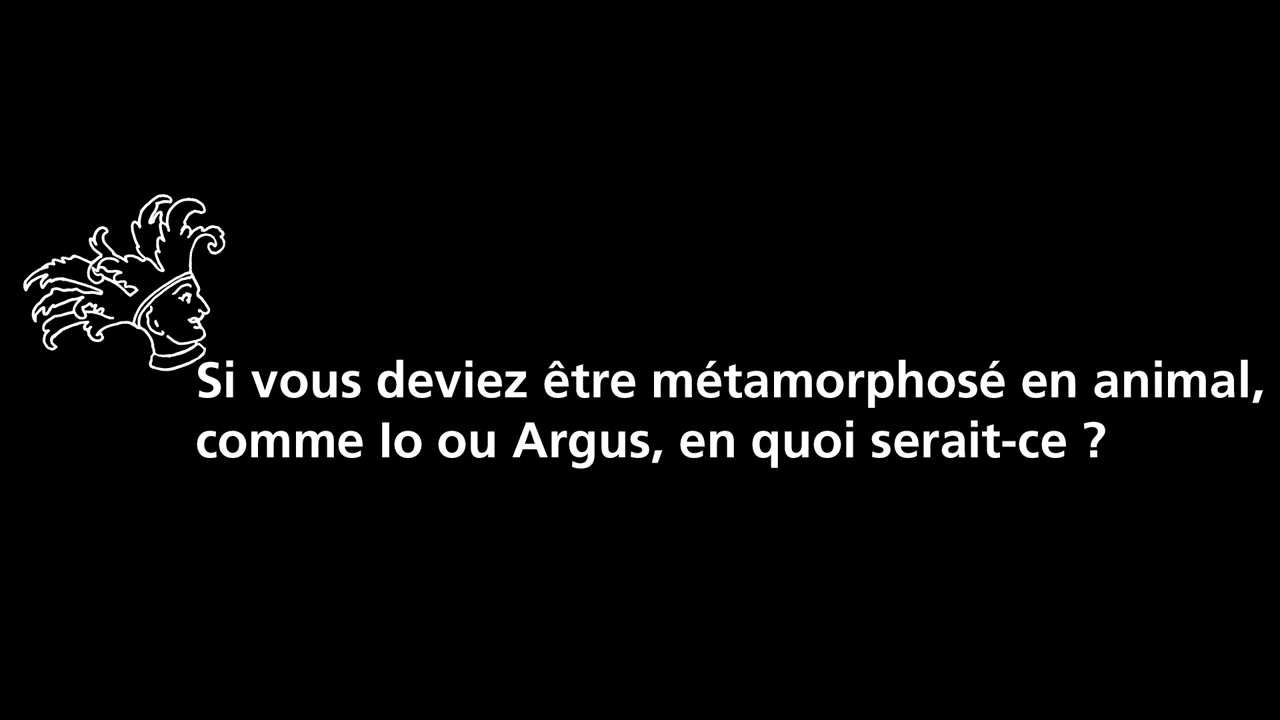 Si vous deviez être métamorphosé en animal,
comme Io ou Argus, en quoi serait-ce ?